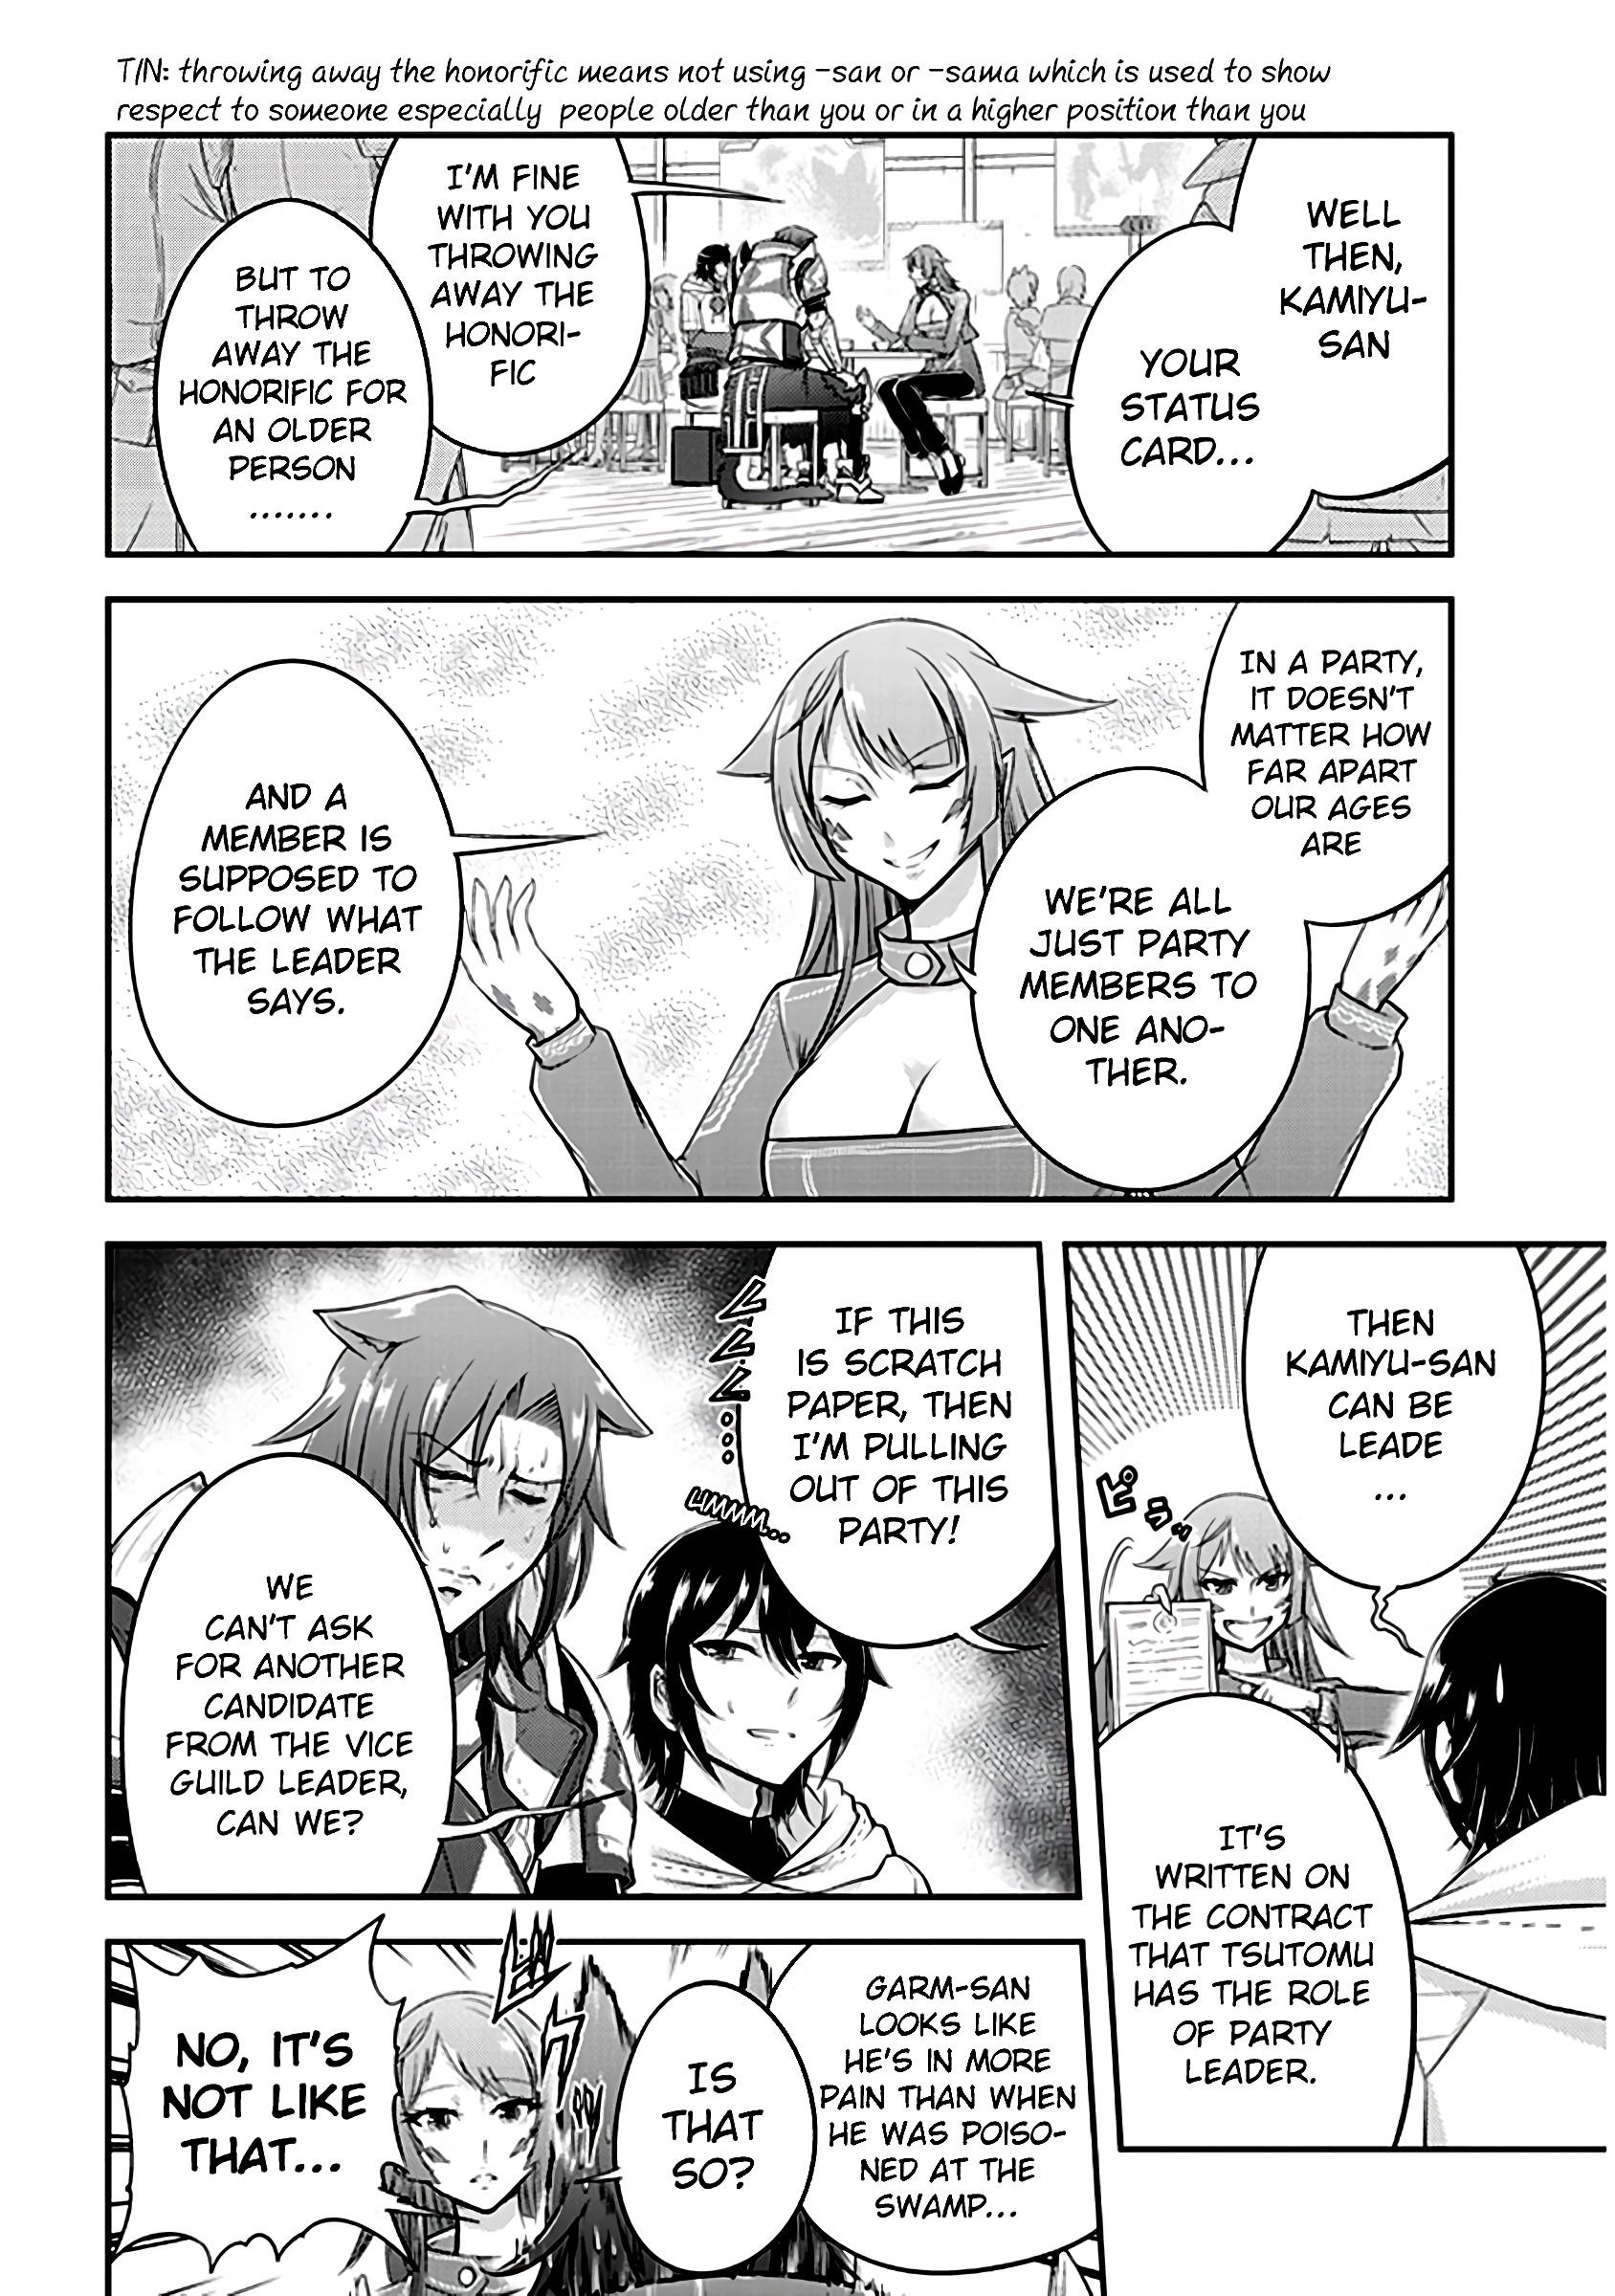 T/N: throwing away the honorific means not using -san or -sama which is used to show
respect to someone especially people older than you or in a higher position than you
WELL
THEN,
KAMIYU-
SAN
YOUR
STATUS
CARD...
I'M FINE
WITH YOU
THROWING
AWAY THE
HONORI-
FIC
BUT TO
THROW
AWAY THE
HONORIFIC FOR
AN OLDER
PERSON
.......
IN A PARTY,
IT DOESN'T
MATTER HOW
FAR APART
OUR AGES
ARE
WE'RE ALL
JUST PARTY
MEMBERS TO
ONE ANO-
THER.
AND A
MEMBER IS
SUPPOSED TO
FOLLOW WHAT
THE LEADER
SAYS.
THEN
KAMIYU-SAN
CAN BE
LEADE
...
ピラッ
IT'S
WRITTEN ON
THE CONTRACT
THAT TSUTOMU
HAS THE ROLE
OF PARTY
LEADER.
IF THIS
IS SCRATCH
PAPER, THEN
I'M PULLING
OUT OF THIS
PARTY!
くくく...
UMMM...
WE
CAN'T ASK
FOR ANOTHER
CANDIDATE
FROM THE VICE
GUILD LEADER,
CAN WE?
GARM-SAN
LOOKS LIKE
HE'S IN MORE
PAIN THAN WHEN
HE WAS POISO-
NED AT THE
SWAMP...
IS
THAT
SO?
NO, IT'S
NOT LIKE
THAT...